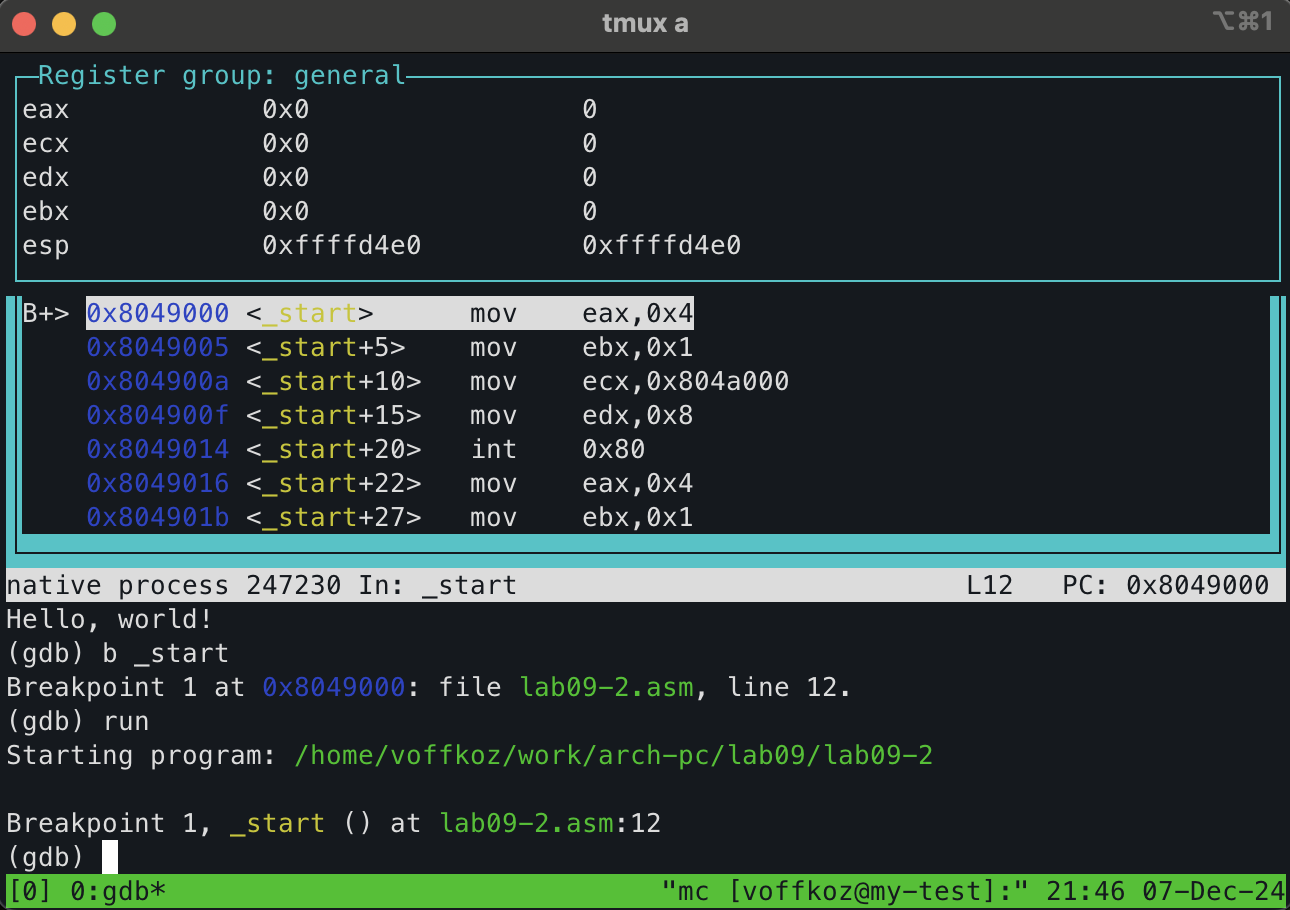 tmux a
⌥⌘1
Register group: general
eax 0x0 0
ecx 0x0 0
edx 0x0 0
ebx 0x0 0
esp 0xffffd4e0 0xffffd4e0
B+> 0x8049000 <_start> mov eax,0x4
0x8049005 <_start+5> mov ebx,0x1
0x804900a <_start+10> mov ecx,0x804a000
0x804900f <_start+15> mov edx,0x8
0x8049014 <_start+20> int 0x80
0x8049016 <_start+22> mov eax,0x4
0x804901b <_start+27> mov ebx,0x1
native process 247230 In: _start L12 PC: 0x8049000
Hello, world!
(gdb) b _start
Breakpoint 1 at 0x8049000: file lab09-2.asm, line 12.
(gdb) run
Starting program: /home/voffkoz/work/arch-pc/lab09/lab09-2
Breakpoint 1, _start () at lab09-2.asm:12
(gdb)
[0] 0:gdb* "mc [voffkoz@my-test]:" 21:46 07-Dec-24